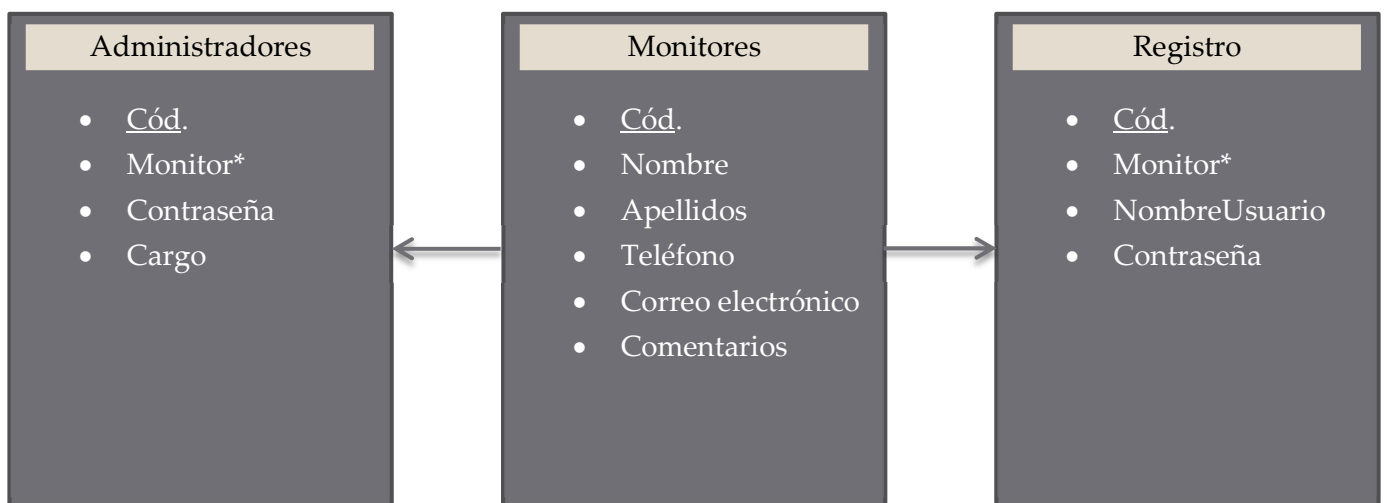 Administradores
• Cód.
• Monitor*
• Contraseña
• Cargo
Monitores
• Cód.
• Nombre
• Apellidos
• Teléfono
• Correo electrónico
• Comentarios
Registro
• Cód.
• Monitor*
• NombreUsuario
• Contraseña